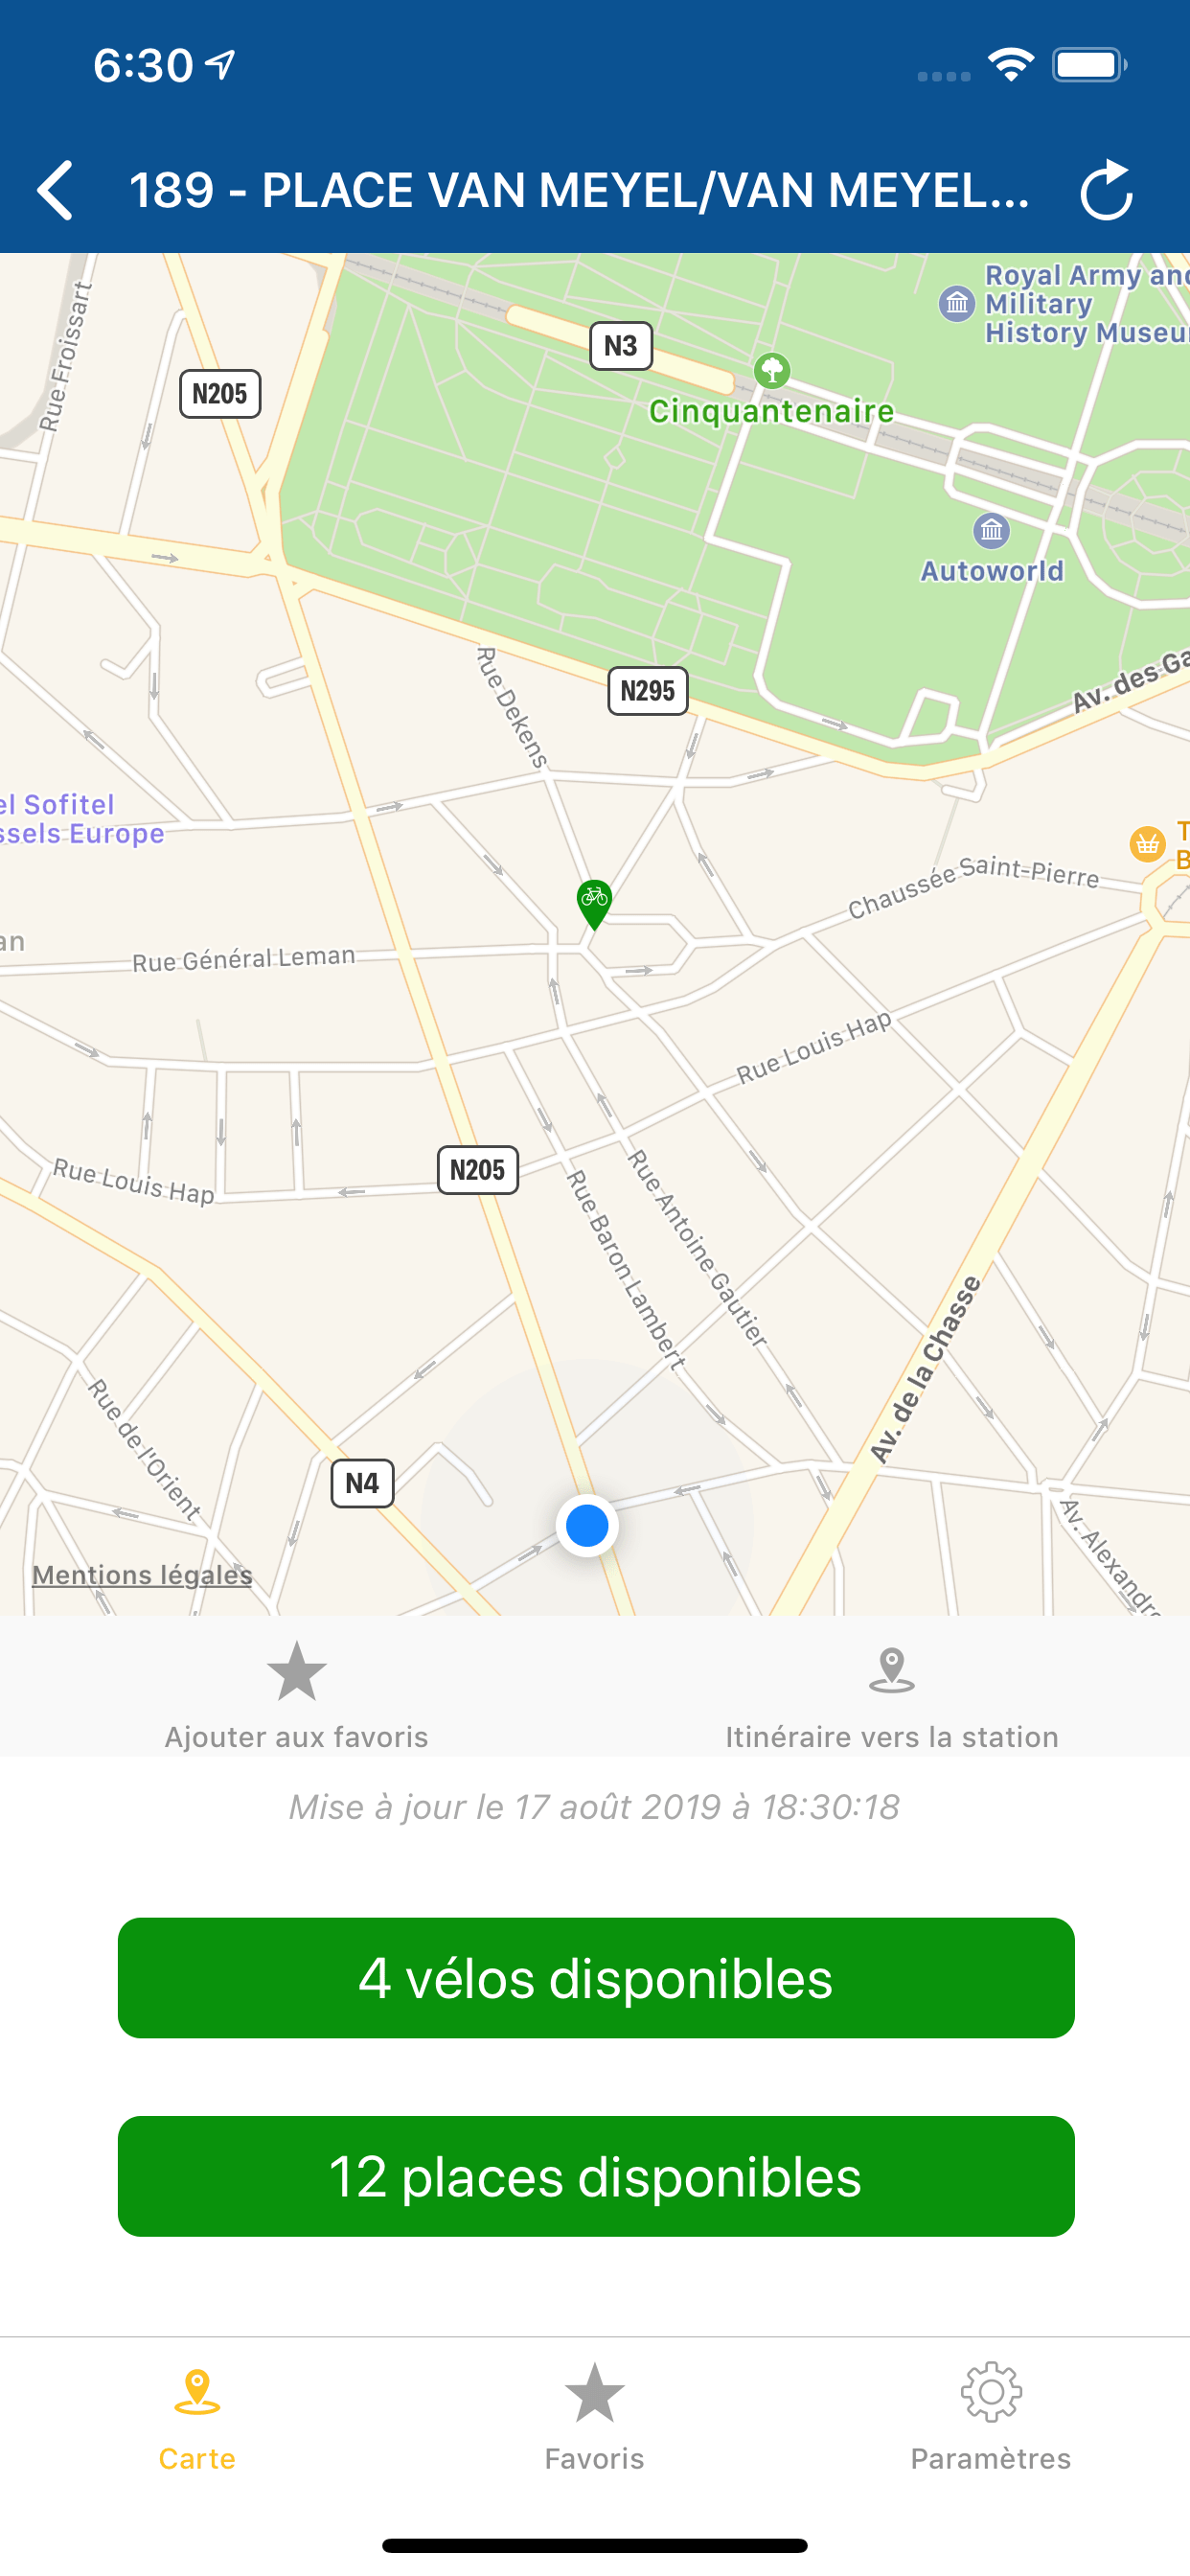 6:30
189 - PLACE VAN MEYEL/VAN MEYEL...
Royal Army and
Military
History Museu
Rue Froissart
N3
N205
Cinquantenaire
Autoworld
Rue Dekens
N295
Av. des Ga
el Sofitel
ssels Europe
T
B
Chaussée Saint-Pierre
an
Rue Général Leman
Rue Louis Hap
N205
Rue Louis Hap
Rue Antoine Gautier
Rue Baron Lambert
Av. de la Chasse
Rue de l'Orient
N4
Av. Alexandre
Mentions légales
Ajouter aux favoris
Itinéraire vers la station
Mise à jour le 17 août 2019 à 18:30:18
4 vélos disponibles
12 places disponibles
Carte
Favoris
Paramètres